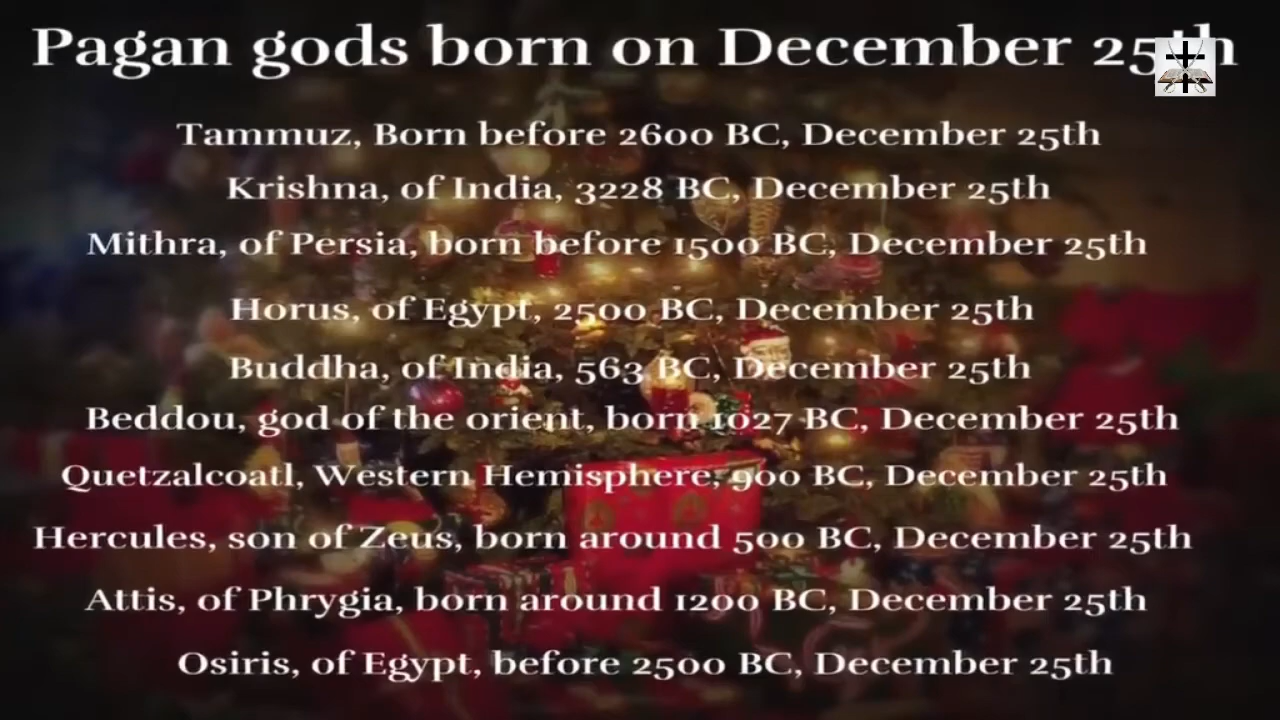 Pagan gods born on December 25th
Tammuz, Born before 2600 BC, December 25th
Krishna, of India, 3228 BC, December 25th
Mithra, of Persia, born before 1500 BC, December 25th
Horus, of Egypt, 2500 BC, December 25th
Buddha, of India, 563 BC, December 25th
Beddou, god of the orient, born 1027 BC, December 25th
Quetzalcoatl, Western Hemisphere, 900 BC, December 25th
Hercules, son of Zeus, born around 500 BC, December 25th
Attis, of Phrygia, born around 1200 BC, December 25th
Osiris, of Egypt, before 2500 BC, December 25th